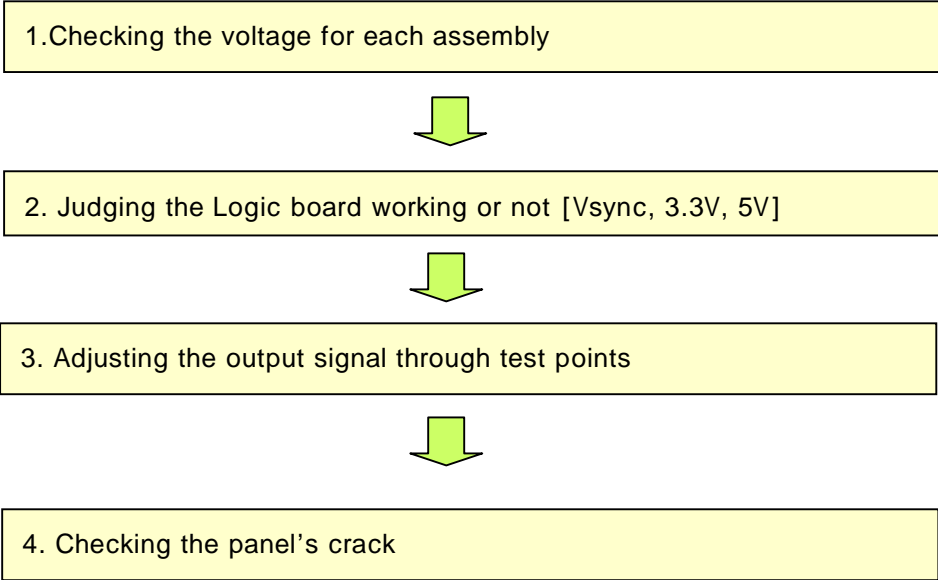 1.Checking the voltage for each assembly
2. Judging the Logic board working or not [Vsync, 3.3V, 5V]
3. Adjusting the output signal through test points
4. Checking the panel’s crack